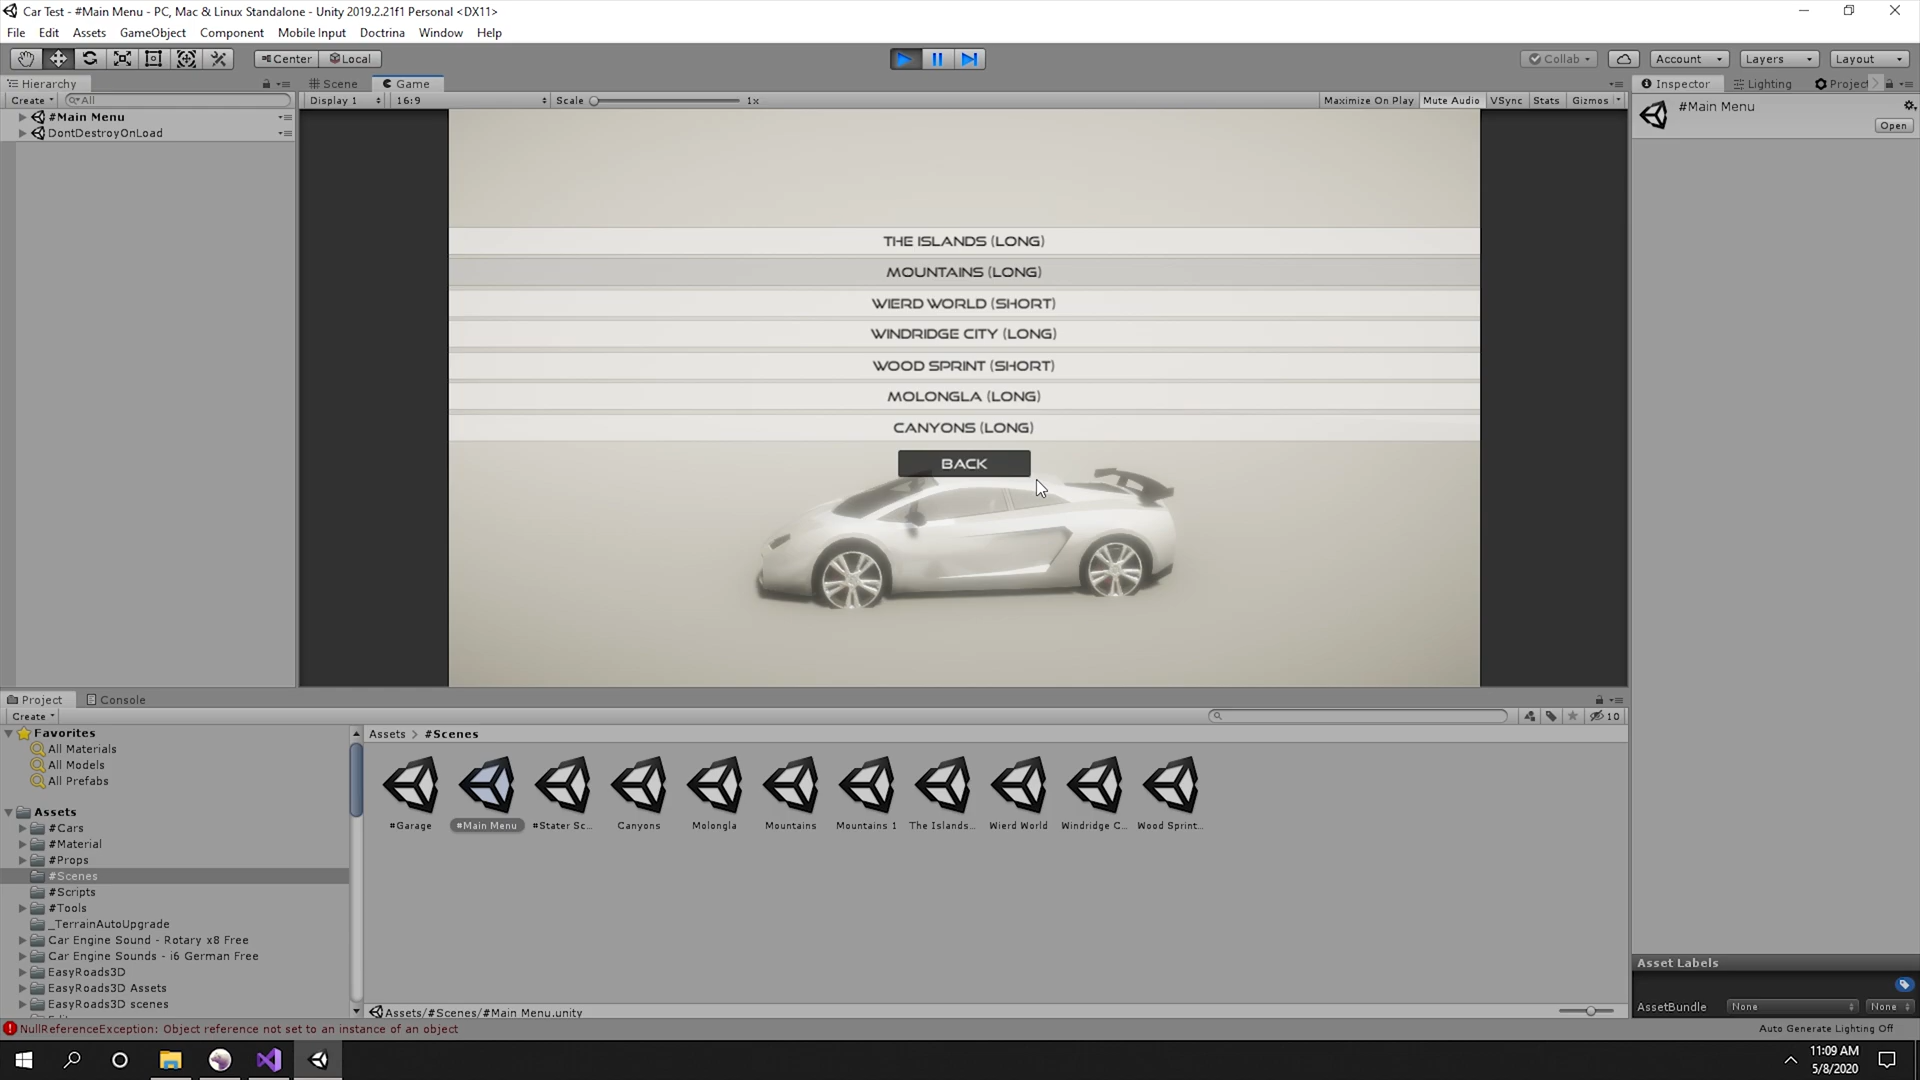 Car Test - #Main Menu - PC, Mac & Linux Standalone - Unity 2019.2.21f1 Personal <DX11>
File Edit Assets GameObject Component Mobile Input Doctrina Window Help
Center Local Collab Account Layers Layout
Hierarchy Scene Game Inspector Lighting Project
Create All Display 1 16:9 Scale 1x Maximize On Play Mute Audio VSync Stats Gizmos
#Main Menu
DontDestroyOnLoad
#Main Menu
Open
THE ISLANDS (LONG)
MOUNTAINS (LONG)
WIERD WORLD (SHORT)
WINDRIDGE CITY (LONG)
WOOD SPRINT (SHORT)
MOLONGLA (LONG)
CANYONS (LONG)
BACK
Project Console
Create 10
Favorites
All Materials
All Models
All Prefabs
Assets
#Cars
#Material
#Props
#Scenes
#Scripts
#Tools
_TerrainAutoUpgrade
Car Engine Sound - Rotary x8 Free
Car Engine Sounds - i6 German Free
EasyRoads3D
EasyRoads3D Assets
EasyRoads3D scenes
Assets > #Scenes
#Garage #Main Menu #Stater Sc... Canyons Molongla Mountains Mountains 1 The Islands... Wierd World Windridge C... Wood Sprint...
Assets/#Scenes/#Main Menu.unity
Asset Labels
AssetBundle None None
NullReferenceException: Object reference not set to an instance of an object
Auto Generate Lighting Off
11:09 AM
5/8/2020